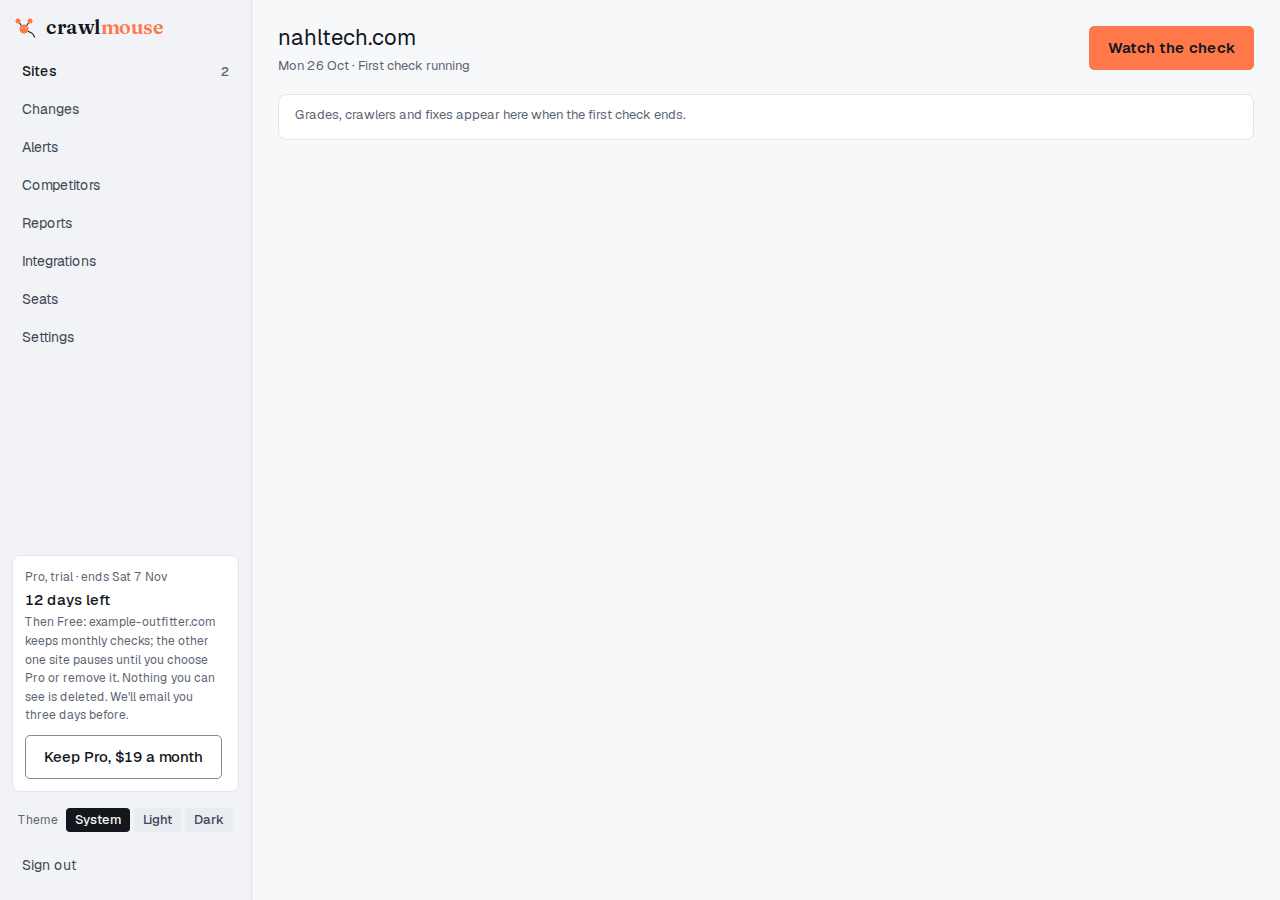 crawlmouse
Sites 2
Changes
Alerts
Competitors
Reports
Integrations
Seats
Settings
Pro, trial · ends Sat 7 Nov
12 days left
Then Free: example-outfitter.com
keeps monthly checks; the other
one site pauses until you choose
Pro or remove it. Nothing you can
see is deleted. We'll email you
three days before.
Keep Pro, $19 a month
Theme System Light Dark
Sign out
nahltech.com
Mon 26 Oct · First check running
Watch the check
Grades, crawlers and fixes appear here when the first check ends.